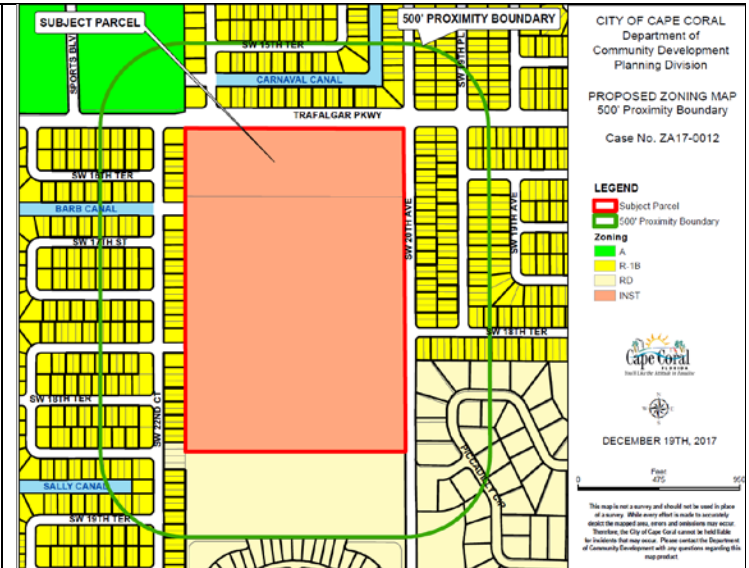 SUBJECT PARCEL
500' PROXIMITY BOUNDARY
SPORTS BLV
SW 15TH TER
SW 19TH PL
CARNAVAL CANAL
TRAFALGAR PKWY
SW 16TH TER
BARB CANAL
SW 17TH ST
SW 20TH AVE
SW 19TH AVE
SW 18TH TER
SW 18TH TER
SW 22ND CT
PICCADILLY CIR
SALLY CANAL
SW 19TH TER
CITY OF CAPE CORAL
Department of
Community Development
Planning Division
PROPOSED ZONING MAP
500' Proximity Boundary
Case No. ZA17-0012
LEGEND
Subject Parcel
500' Proximity Boundary
Zoning
A
R-1B
RD
INST
Cape Coral
FLORIDA
DECEMBER 19TH, 2017
Feet
0 475 950
This map is not a survey and should not be used in place
of a survey. While every effort is made to accurately
depict the mapped area, errors and omissions may occur.
Therefore, the City of Cape Coral cannot be held liable
for incidents that may occur. Please contact the Department
of Community Development with any questions regarding this
map product.